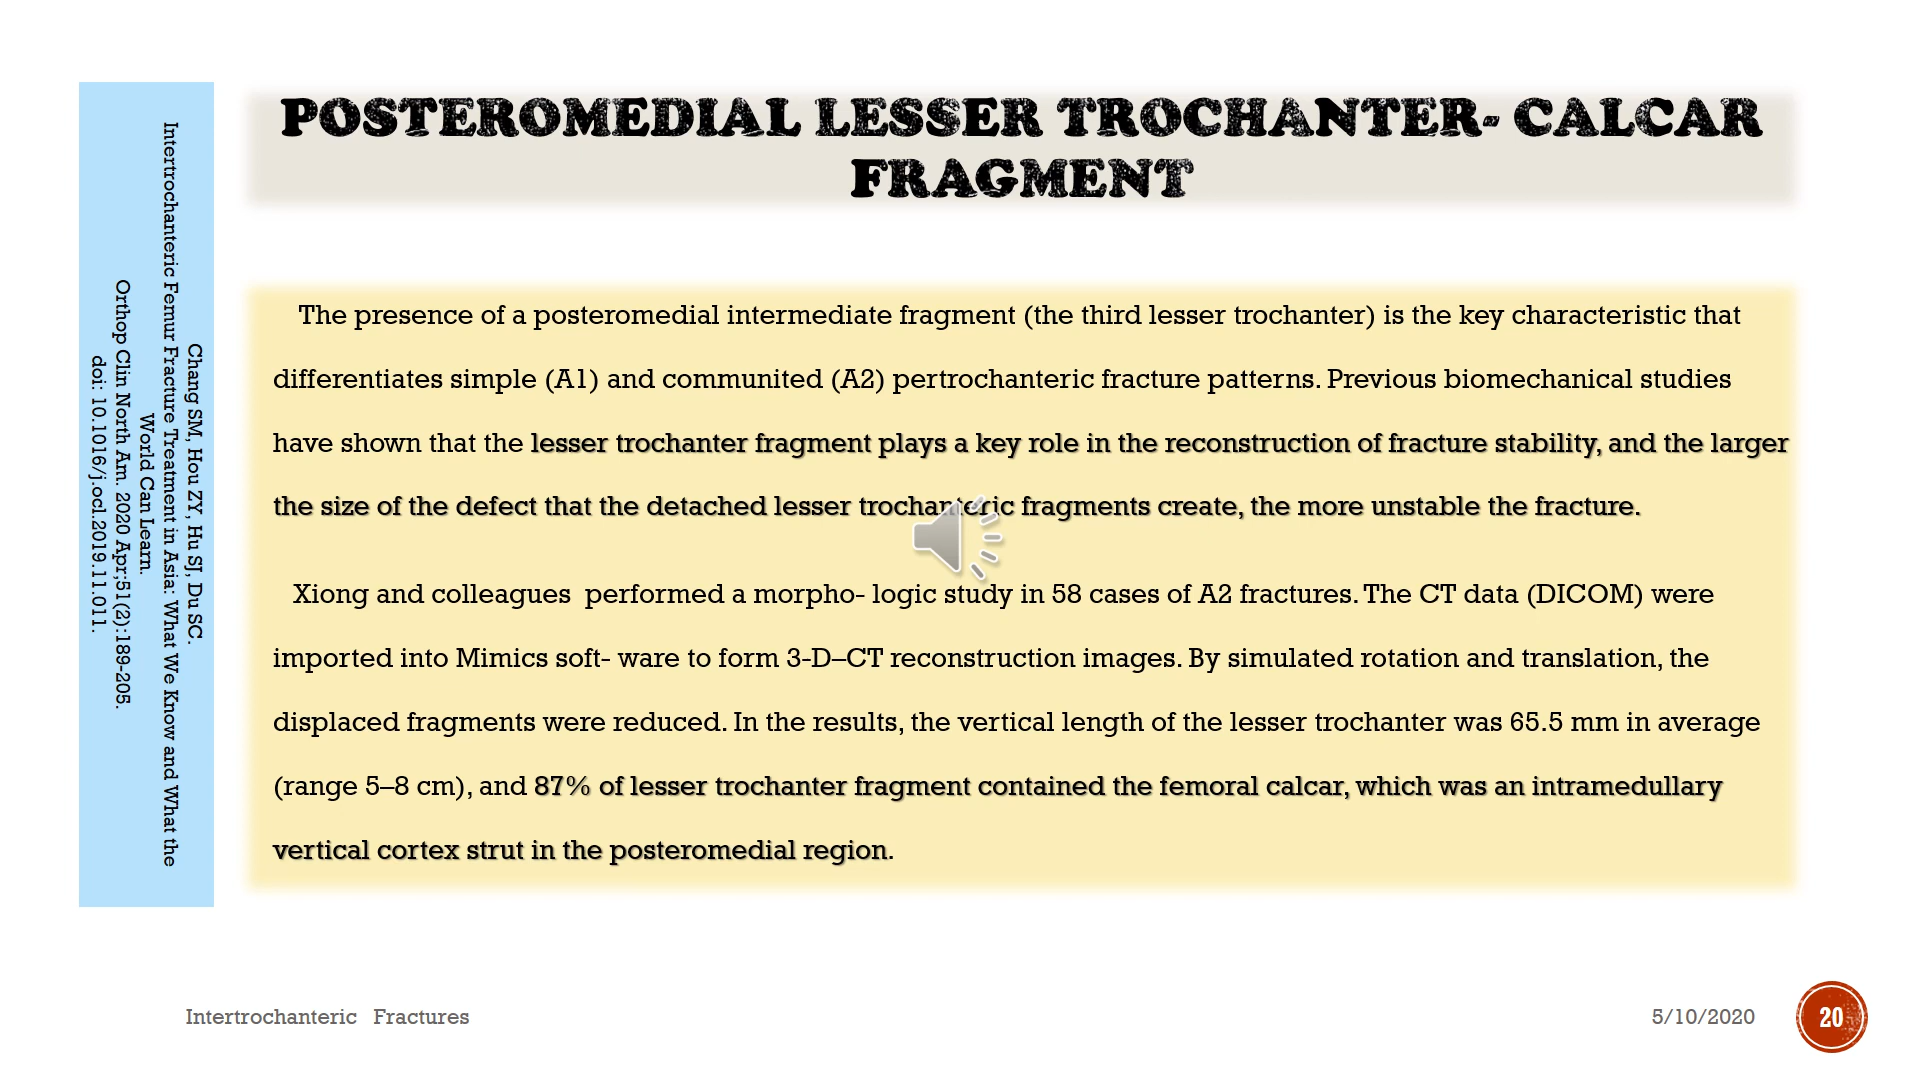 POSTEROMEDIAL LESSER TROCHANTER- CALCAR
FRAGMENT
Chang SM, Hou ZY, Hu SJ, Du SC.
Intertrochanteric Femur Fracture Treatment in Asia: What We Know and What the
World Can Learn.
Orthop Clin North Am. 2020 Apr;51(2):189-205.
doi: 10.1016/j.ocl.2019.11.011.
The presence of a posteromedial intermediate fragment (the third lesser trochanter) is the key characteristic that
differentiates simple (A1) and communited (A2) pertrochanteric fracture patterns. Previous biomechanical studies
have shown that the lesser trochanter fragment plays a key role in the reconstruction of fracture stability, and the larger
the size of the defect that the detached lesser trochanteric fragments create, the more unstable the fracture.
Xiong and colleagues performed a morpho- logic study in 58 cases of A2 fractures. The CT data (DICOM) were
imported into Mimics soft- ware to form 3-D–CT reconstruction images. By simulated rotation and translation, the
displaced fragments were reduced. In the results, the vertical length of the lesser trochanter was 65.5 mm in average
(range 5–8 cm), and 87% of lesser trochanter fragment contained the femoral calcar, which was an intramedullary
vertical cortex strut in the posteromedial region.
Intertrochanteric Fractures
5/10/2020
20